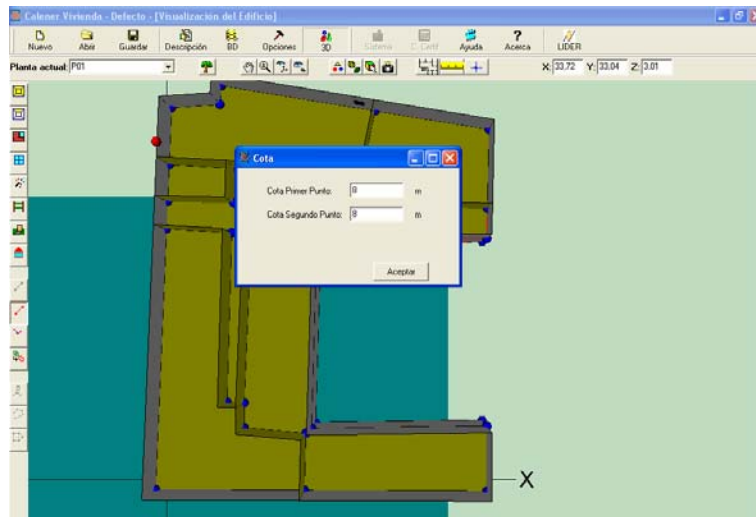 Calener Vivienda - Defecto - [Visualización del Edificio]
Nuevo Abrir Guardar Descripción BD Opciones 3D Sistema C. Certif Ayuda Acerca LIDER
Planta actual: P01 X: 33,72 Y: 33,04 Z: 3,01
Cota
Cota Primer Punto: 8 m
Cota Segundo Punto: 8 m
Aceptar
X